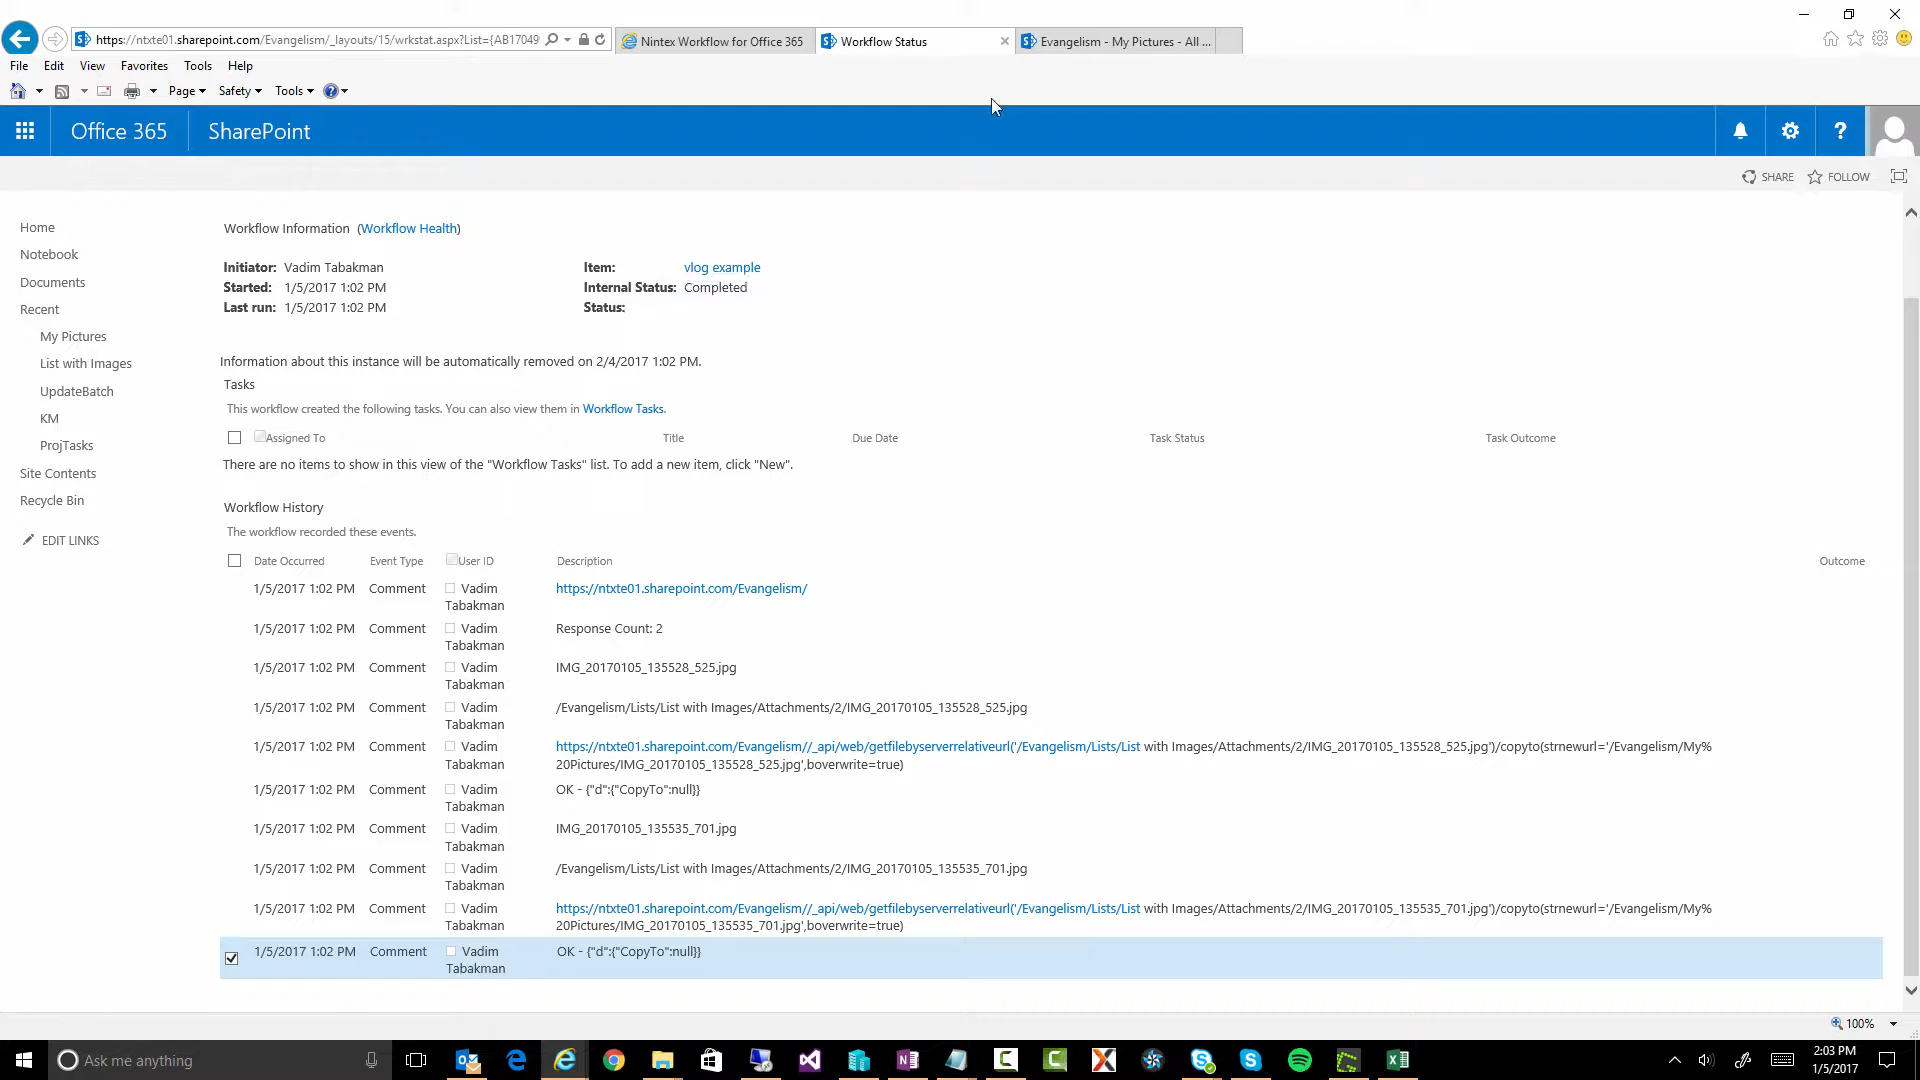 https://ntxte01.sharepoint.com/Evangelism/_layouts/15/wrkstat.aspx?List={AB17049
Nintex Workflow for Office 365
Workflow Status
Evangelism - My Pictures - All ...
File Edit View Favorites Tools Help
Page Safety Tools
Office 365 SharePoint
SHARE FOLLOW
Home
Notebook
Documents
Recent
My Pictures
List with Images
UpdateBatch
KM
ProjTasks
Site Contents
Recycle Bin
EDIT LINKS
Workflow Information (Workflow Health)
Initiator: Vadim Tabakman Item: vlog example
Started: 1/5/2017 1:02 PM Internal Status: Completed
Last run: 1/5/2017 1:02 PM Status:
Information about this instance will be automatically removed on 2/4/2017 1:02 PM.
Tasks
This workflow created the following tasks. You can also view them in Workflow Tasks.
Assigned To Title Due Date Task Status Task Outcome
There are no items to show in this view of the "Workflow Tasks" list. To add a new item, click "New".
Workflow History
The workflow recorded these events.
Date Occurred Event Type User ID Description Outcome
1/5/2017 1:02 PM Comment Vadim https://ntxte01.sharepoint.com/Evangelism/
Tabakman
1/5/2017 1:02 PM Comment Vadim Response Count: 2
Tabakman
1/5/2017 1:02 PM Comment Vadim IMG_20170105_135528_525.jpg
Tabakman
1/5/2017 1:02 PM Comment Vadim /Evangelism/Lists/List with Images/Attachments/2/IMG_20170105_135528_525.jpg
Tabakman
1/5/2017 1:02 PM Comment Vadim https://ntxte01.sharepoint.com/Evangelism//_api/web/getfilebyserverrelativeurl('/Evangelism/Lists/List with Images/Attachments/2/IMG_20170105_135528_525.jpg')/copyto(strnewurl='/Evangelism/My%
Tabakman 20Pictures/IMG_20170105_135528_525.jpg',boverwrite=true)
1/5/2017 1:02 PM Comment Vadim OK - {"d":{"CopyTo":null}}
Tabakman
1/5/2017 1:02 PM Comment Vadim IMG_20170105_135535_701.jpg
Tabakman
1/5/2017 1:02 PM Comment Vadim /Evangelism/Lists/List with Images/Attachments/2/IMG_20170105_135535_701.jpg
Tabakman
1/5/2017 1:02 PM Comment Vadim https://ntxte01.sharepoint.com/Evangelism//_api/web/getfilebyserverrelativeurl('/Evangelism/Lists/List with Images/Attachments/2/IMG_20170105_135535_701.jpg')/copyto(strnewurl='/Evangelism/My%
Tabakman 20Pictures/IMG_20170105_135535_701.jpg',boverwrite=true)
1/5/2017 1:02 PM Comment Vadim OK - {"d":{"CopyTo":null}}
Tabakman
100%
Ask me anything
2:03 PM
1/5/2017